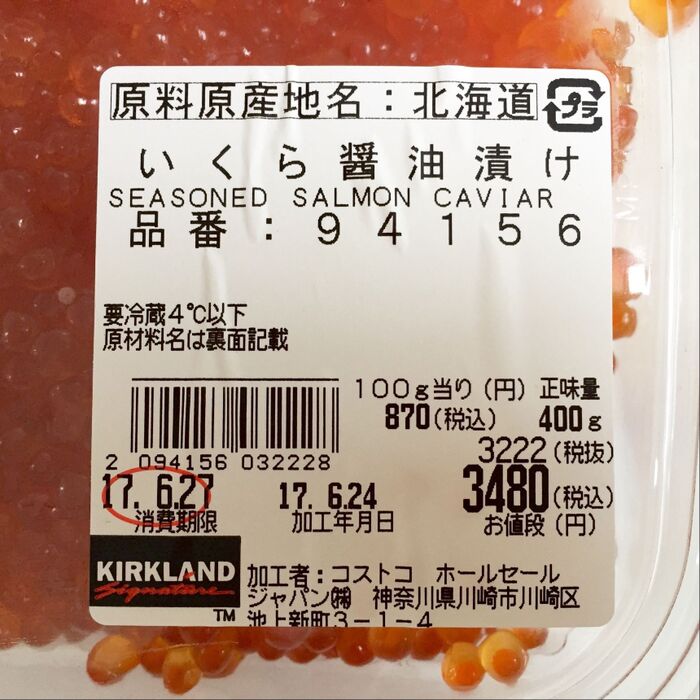 原料原産地名：北海道
プラ
いくら醤油漬け
SEASONED SALMON CAVIAR
品番：94156
要冷蔵4℃以下
原材料名は裏面記載
100g当り(円) 正味量
870(税込) 400g
3222(税抜)
2 094156 032228
17. 6.27 17. 6.24 3480(税込)
消費期限 加工年月日 お値段(円)
KIRKLAND
Signature
TM
加工者：コストコ ホールセール
ジャパン㈱ 神奈川県川崎市川崎区
池上新町3-1-4